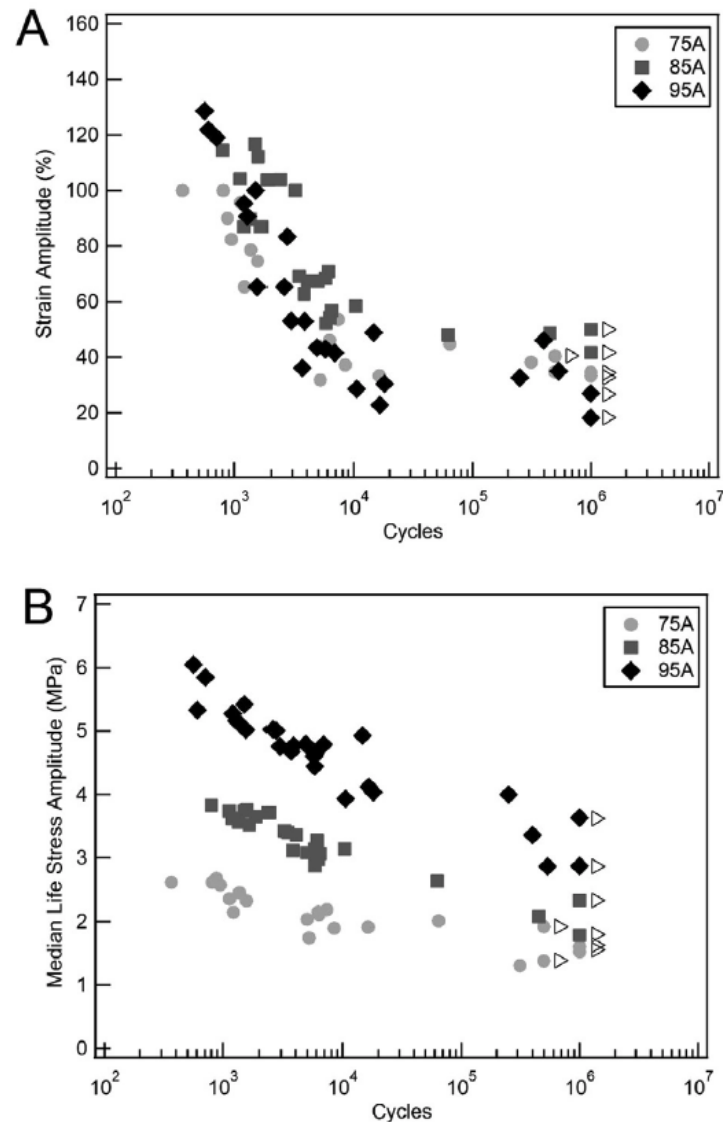 A
160
140
120
100
80
60
40
20
0
Strain Amplitude (%)
75A
85A
95A
10²
10³
10⁴
10⁵
10⁶
10⁷
Cycles
B
7
6
5
4
3
2
1
0
Median Life Stress Amplitude (MPa)
75A
85A
95A
10²
10³
10⁴
10⁵
10⁶
10⁷
Cycles